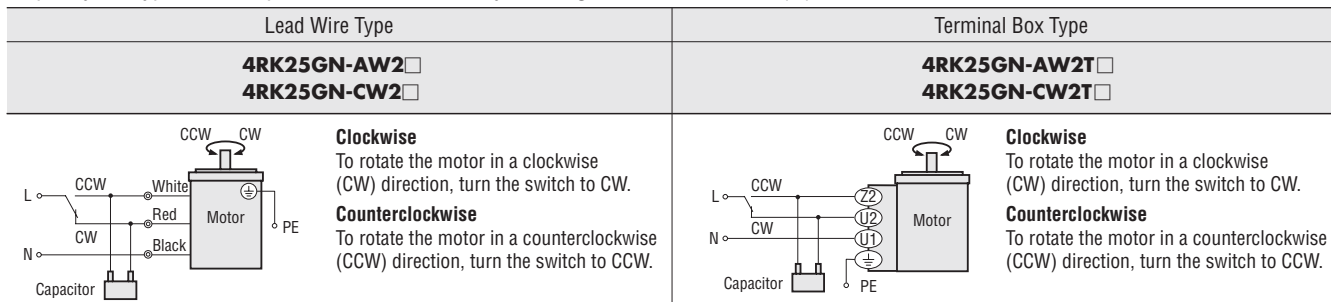 Lead Wire Type
Terminal Box Type
4RK25GN-AW2□
4RK25GN-CW2□
4RK25GN-AW2T□
4RK25GN-CW2T□
CCW CW
L
CCW
CW
N
White
Red
Black
Motor
PE
Capacitor
Clockwise
To rotate the motor in a clockwise
(CW) direction, turn the switch to CW.
Counterclockwise
To rotate the motor in a counterclockwise
(CCW) direction, turn the switch to CCW.
CCW CW
L
CCW
CW
N
Z2
U2
U1
Motor
PE
Capacitor
Clockwise
To rotate the motor in a clockwise
(CW) direction, turn the switch to CW.
Counterclockwise
To rotate the motor in a counterclockwise
(CCW) direction, turn the switch to CCW.